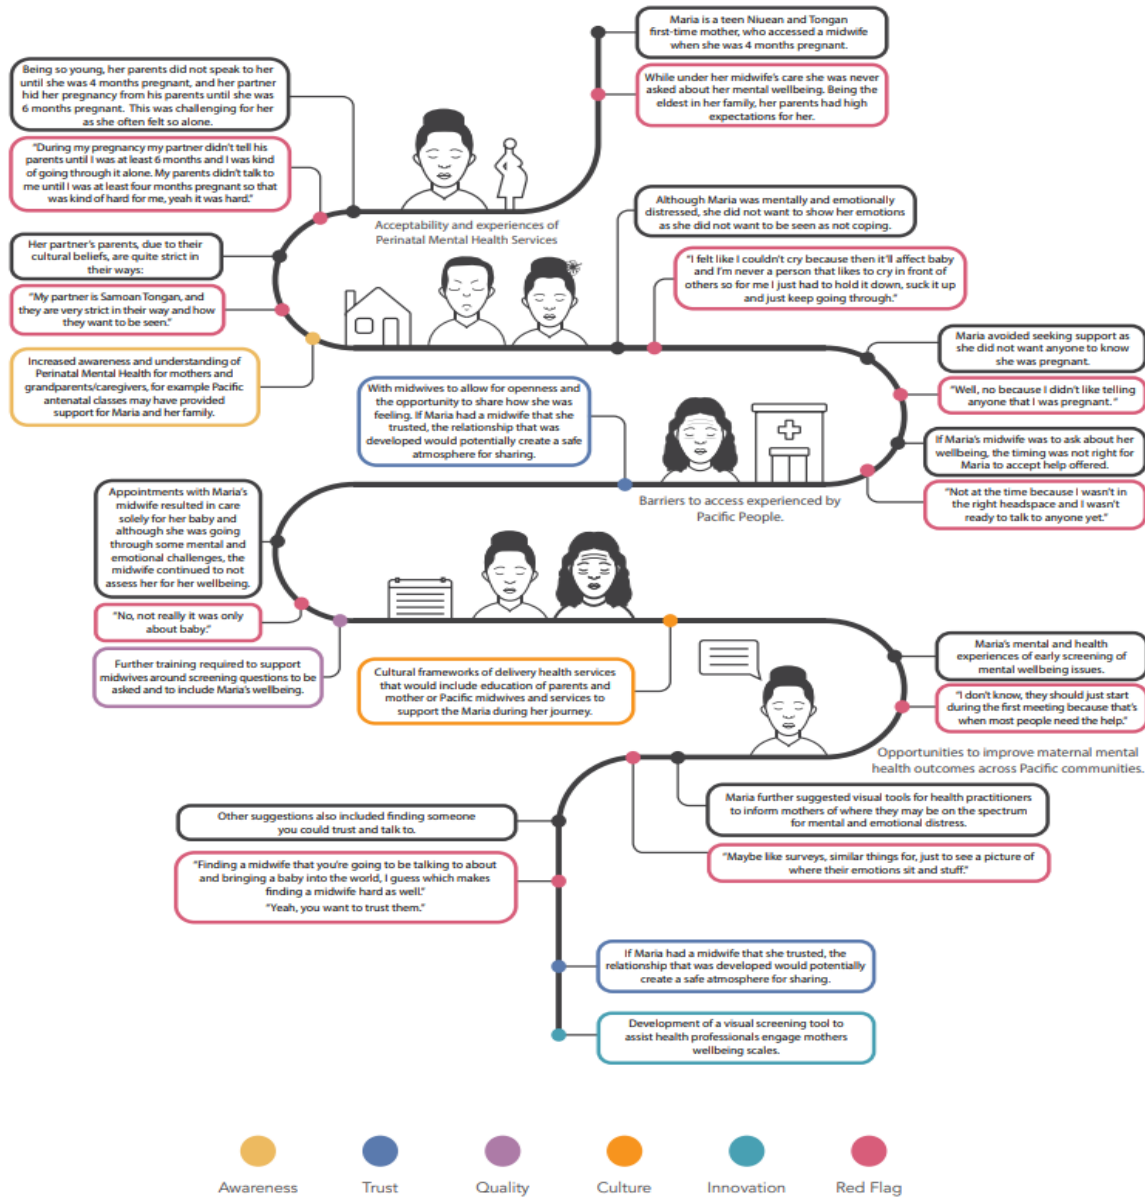 Maria is a teen Niuean and Tongan
first-time mother, who accessed a midwife
when she was 4 months pregnant.
While under her midwife's care she was never
asked about her mental wellbeing. Being the
eldest in her family, her parents had high
expectations for her.
Being so young, her parents did not speak to her
until she was 4 months pregnant, and her partner
hid her pregnancy from his parents until she was
6 months pregnant. This was challenging for her
as she often felt so alone.
"During my pregnancy my partner didn't tell his
parents until I was at least 6 months and I was kind
of going through it alone. My parents didn't talk to
me until I was at least four months pregnant so that
was kind of hard for me, yeah it was hard."
Acceptability and experiences of
Perinatal Mental Health Services
Her partner's parents, due to their
cultural beliefs, are quite strict in
their ways:
"My partner is Samoan Tongan, and
they are very strict in their way and how
they want to be seen."
Increased awareness and understanding of
Perinatal Mental Health for mothers and
grandparents/caregivers, for example Pacific
antenatal classes may have provided
support for Maria and her family.
Although Maria was mentally and emotionally
distressed, she did not want to show her emotions
as she did not want to be seen as not coping.
"I felt like I couldn't cry because then it'll affect baby
and I'm never a person that likes to cry in front of
others so for me I just had to hold it down, suck it up
and just keep going through."
Maria avoided seeking support as
she did not want anyone to know
she was pregnant.
"Well, no because I didn't like telling
anyone that I was pregnant. "
If Maria's midwife was to ask about her
wellbeing, the timing was not right for
Maria to accept help offered.
"Not at the time because I wasn't in
the right headspace and I wasn't
ready to talk to anyone yet."
With midwives to allow for openness and
the opportunity to share how she was
feeling. If Maria had a midwife that she
trusted, the relationship that was
developed would potentially create a safe
atmosphere for sharing.
Barriers to access experienced by
Pacific People.
Appointments with Maria's
midwife resulted in care
solely for her baby and
although she was going
through some mental and
emotional challenges, the
midwife continued to not
assess her for her wellbeing.
"No, not really it was only
about baby."
Further training required to support
midwives around screening questions to be
asked and to include Maria's wellbeing.
Cultural frameworks of delivery health services
that would include education of parents and
mother or Pacific midwives and services to
support the Maria during her journey.
Maria's mental and health
experiences of early screening of
mental wellbeing issues.
"I don't know, they should just start
during the first meeting because that's
when most people need the help."
Opportunities to improve maternal mental
health outcomes across Pacific communities.
Maria further suggested visual tools for health practitioners
to inform mothers of where they may be on the spectrum
for mental and emotional distress.
"Maybe like surveys, similar things for, just to see a picture of
where their emotions sit and stuff."
Other suggestions also included finding someone
you could trust and talk to.
"Finding a midwife that you're going to be talking to about
and bringing a baby into the world, I guess which makes
finding a midwife hard as well."
"Yeah, you want to trust them."
If Maria had a midwife that she trusted, the
relationship that was developed would potentially
create a safe atmosphere for sharing.
Development of a visual screening tool to
assist health professionals engage mothers
wellbeing scales.
Awareness
Trust
Quality
Culture
Innovation
Red Flag